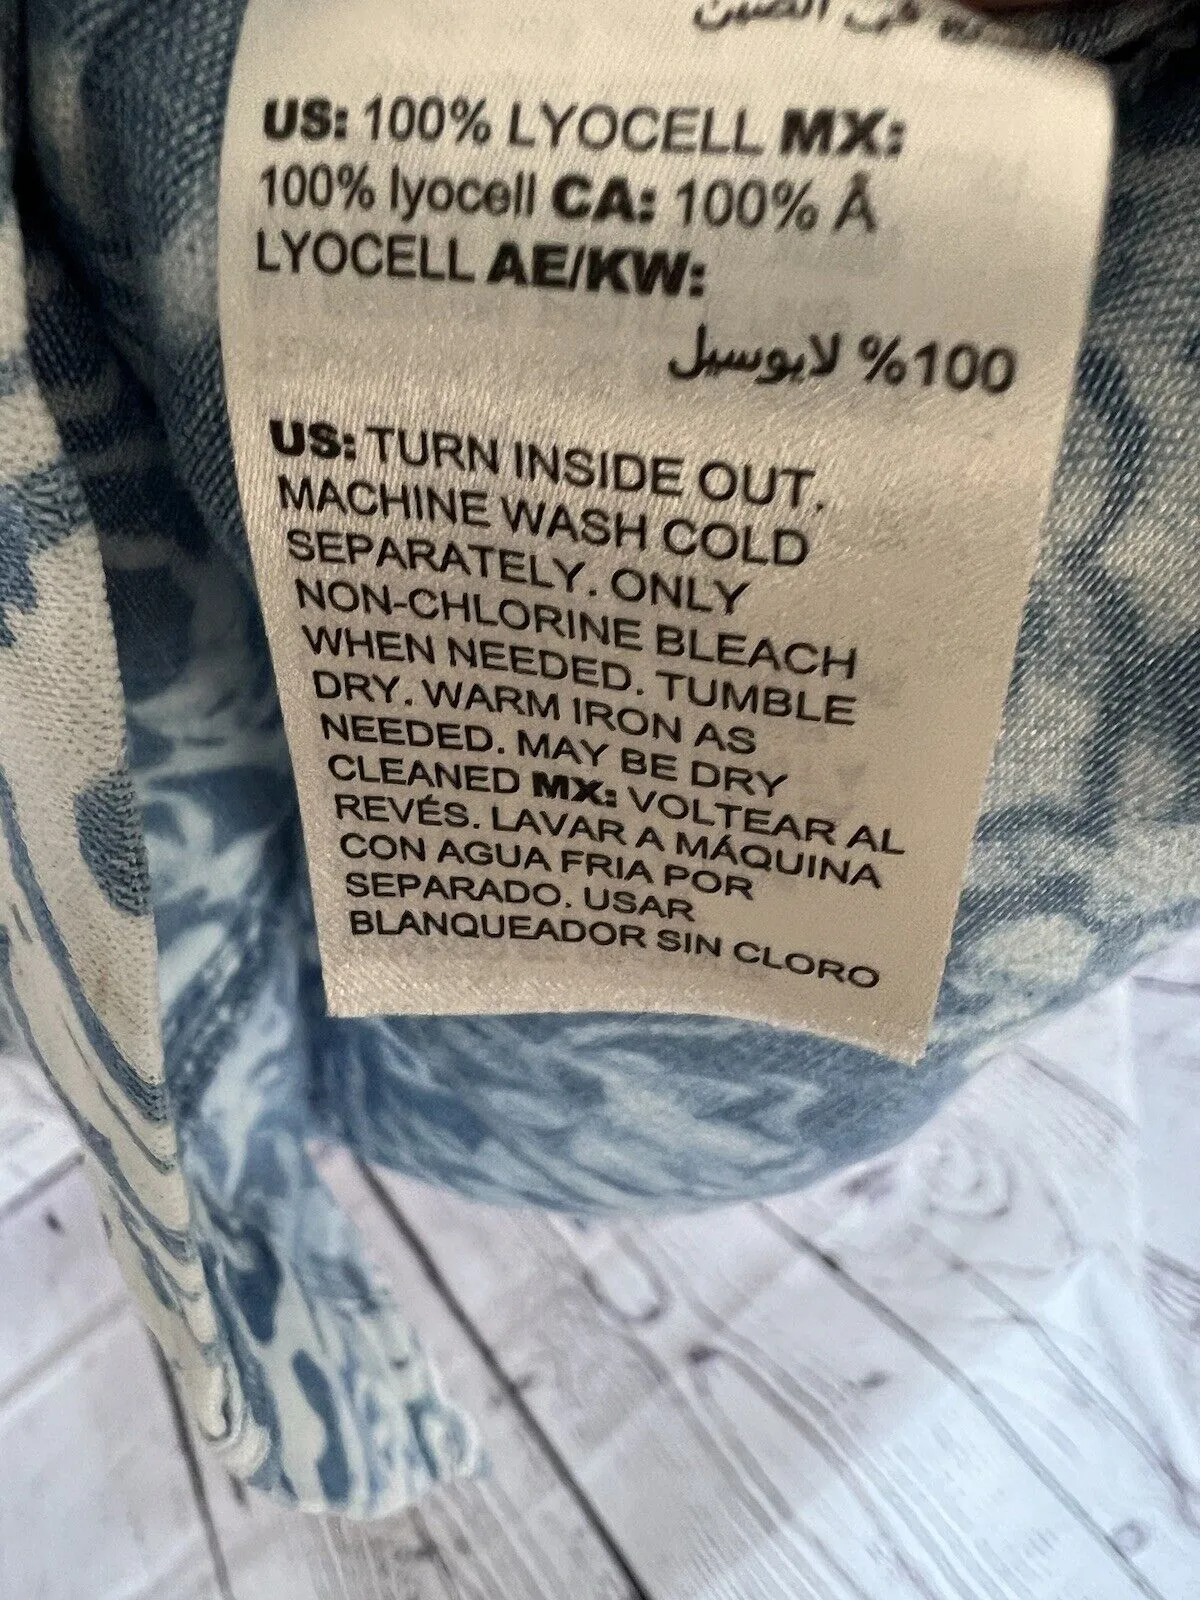 في الصين
US: 100% LYOCELL MX:
100% lyocell CA: 100% Â
LYOCELL AE/KW:
100% لايوسيل
US: TURN INSIDE OUT.
MACHINE WASH COLD
SEPARATELY. ONLY
NON-CHLORINE BLEACH
WHEN NEEDED. TUMBLE
DRY. WARM IRON AS
NEEDED. MAY BE DRY
CLEANED MX: VOLTEAR AL
REVÉS. LAVAR A MÁQUINA
CON AGUA FRIA POR
SEPARADO. USAR
BLANQUEADOR SIN CLORO